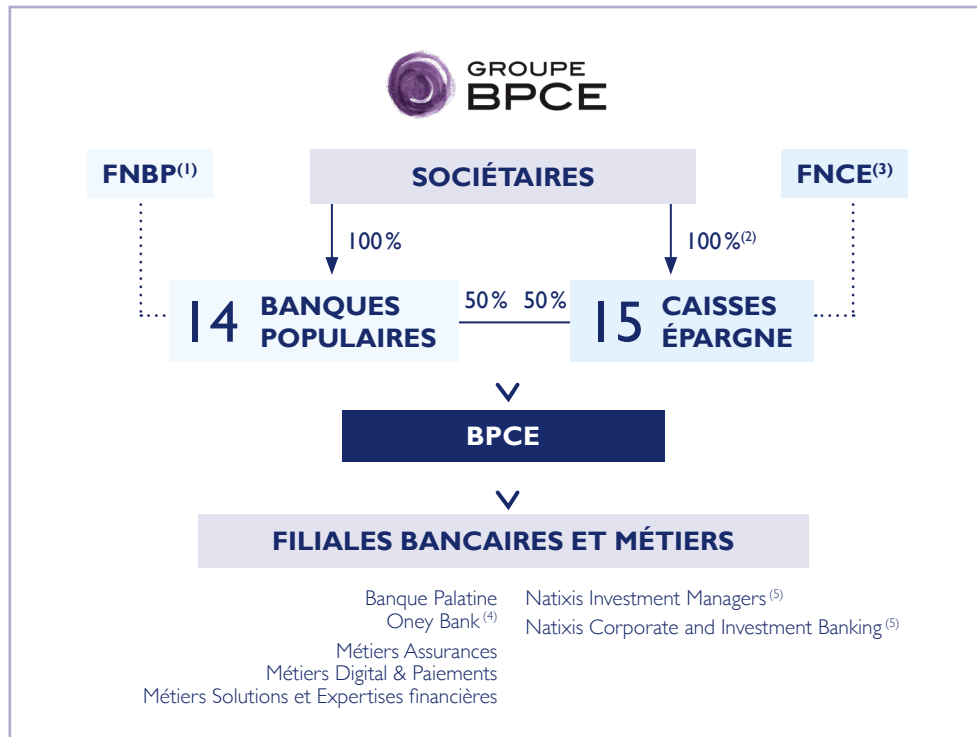 GROUPE
BPCE
FNBP(1)
SOCIÉTAIRES
FNCE(3)
100 %
100 %(2)
14 BANQUES
POPULAIRES
50 % 50 %
15 CAISSES
ÉPARGNE
BPCE
FILIALES BANCAIRES ET MÉTIERS
Banque Palatine
Oney Bank (4)
Métiers Assurances
Métiers Digital & Paiements
Métiers Solutions et Expertises financières
Natixis Investment Managers (5)
Natixis Corporate and Investment Banking (5)